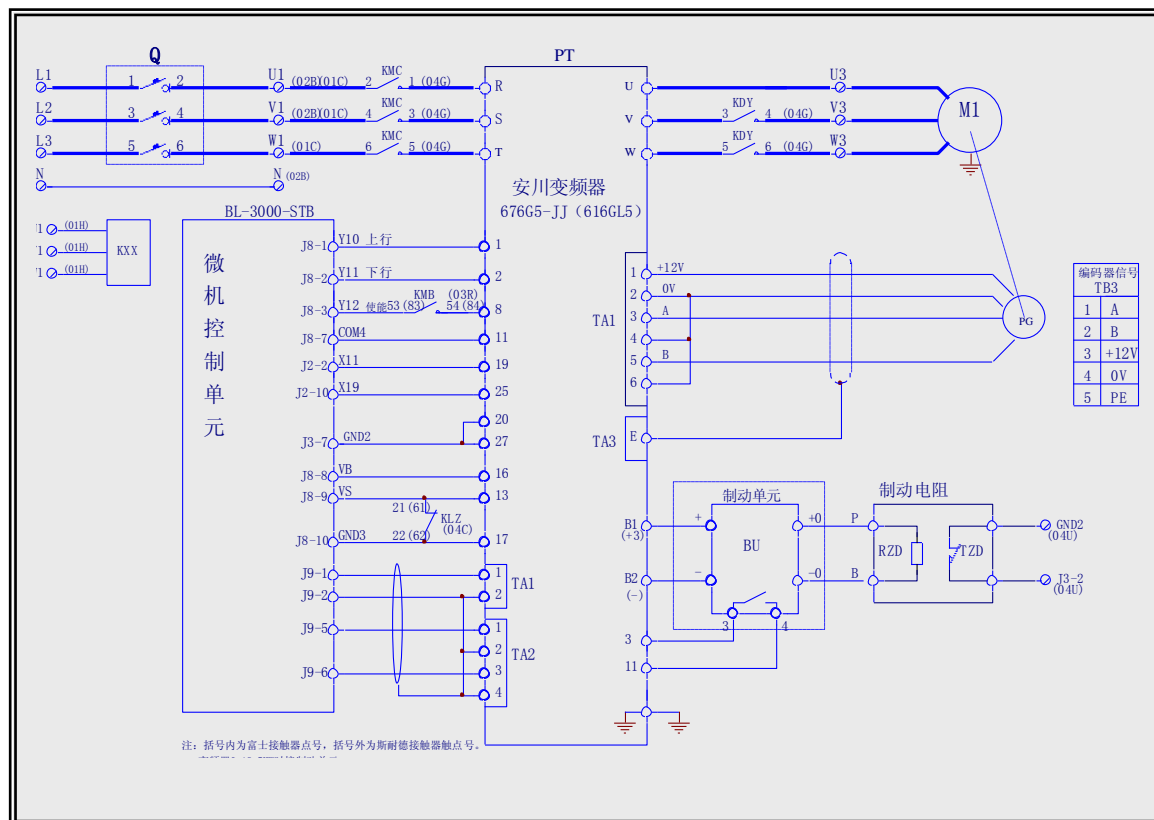 Q
PT
L1
1
2
U1
(02B)(01C)
2
KMC
1
(04G)
R
U
U3
L2
3
4
V1
(02B)(01C)
4
KMC
3
(04G)
S
V
3
KDY
4
(04G)
V3
M1
L3
5
6
W1
(01C)
6
KMC
5
(04G)
T
W
5
KDY
6
(04G)
W3
N
N (02B)
安川变频器
676G5-JJ（616GL5）
BL-3000-STB
(01H)
(01H)
(01H)
KXX
微机控制单元
J8-1 Y10 上行 1
J8-2 Y11 下行 2
J8-3 Y12 使能53(83) KMB (03R) 54(84) 8
J8-7 COM4 11
J2-2 X11 19
J2-10 X19 25
20
J3-7 GND2 27
J8-8 VB 16
J8-9 VS 13
21(61)
KLZ
(04C)
22(62)
J8-10 GND3 17
J9-1 1
J9-2 2
TA1
J9-5 1
2
J9-6 3
4
TA2
TA1
1 +12V
2 0V
3 A
4
5 B
6
PG
TA3
E
编码器信号
TB3
1 A
2 B
3 +12V
4 0V
5 PE
制动单元
制动电阻
B1
(+3)
+
BU
+0
P
RZD
TZD
GND2
(04U)
B2
(-)
-
-0
B
J3-2
(04U)
3
4
3
11
注: 括号内为富士接触器点号，括号外为斯耐德接触器触点号。